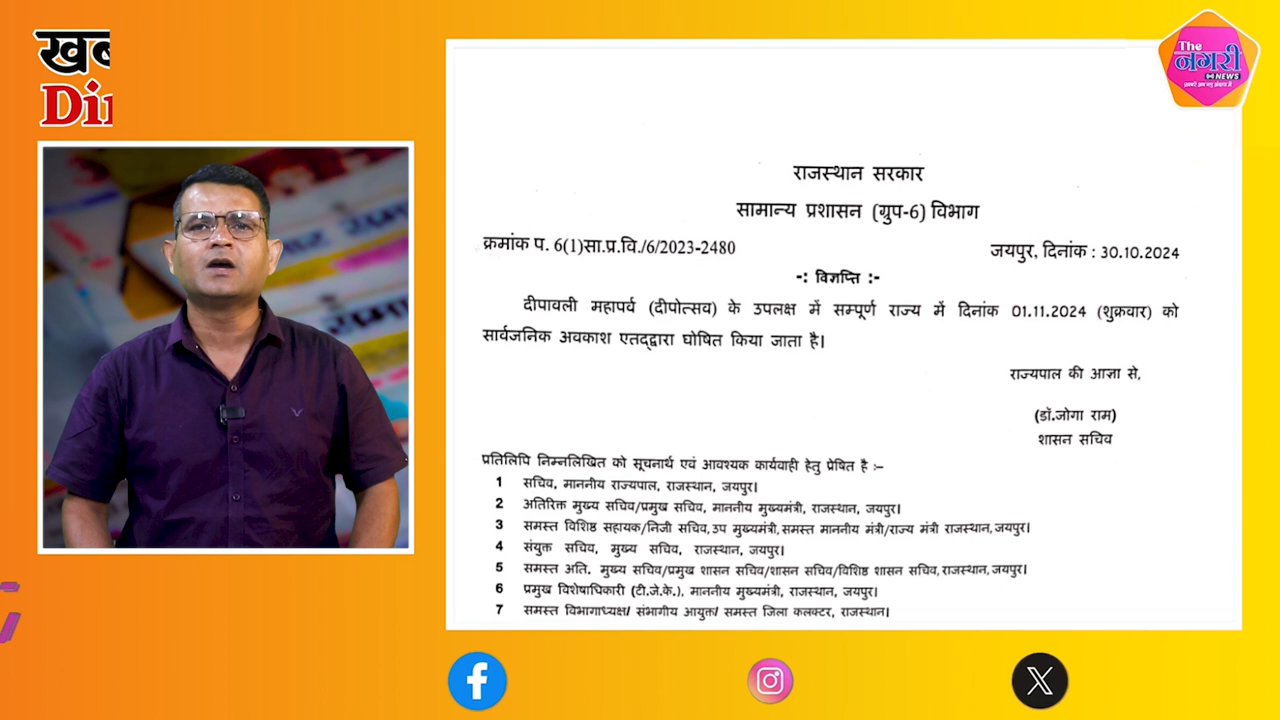 Din
The
नगरी
NEWS
राजस्थान सरकार
सामान्य प्रशासन (ग्रुप-6) विभाग
क्रमांक प. 6(1)सा.प्र.वि./6/2023-2480
जयपुर, दिनांक : 30.10.2024
-: विज्ञप्ति :-
दीपावली महापर्व (दीपोत्सव) के उपलक्ष में सम्पूर्ण राज्य में दिनांक 01.11.2024 (शुक्रवार) को
सार्वजनिक अवकाश एतद्द्वारा घोषित किया जाता है।
राज्यपाल की आज्ञा से,
(डॉ.जोगा राम)
शासन सचिव
प्रतिलिपि निम्नलिखित को सूचनार्थ एवं आवश्यक कार्यवाही हेतु प्रेषित है :–
1 सचिव, माननीय राज्यपाल, राजस्थान, जयपुर।
2 अतिरिक्त मुख्य सचिव/प्रमुख सचिव, माननीय मुख्यमंत्री, राजस्थान, जयपुर।
3 समस्त विशिष्ठ सहायक/निजी सचिव, उप मुख्यमंत्री, समस्त माननीय मंत्री/राज्य मंत्री राजस्थान, जयपुर।
4 संयुक्त सचिव, मुख्य सचिव, राजस्थान, जयपुर।
5 समस्त अति. मुख्य सचिव/प्रमुख शासन सचिव/शासन सचिव/विशिष्ठ शासन सचिव, राजस्थान, जयपुर।
6 प्रमुख विशेषाधिकारी (टी.जे.के.), माननीय मुख्यमंत्री, राजस्थान, जयपुर।
7 समस्त विभागाध्यक्ष/ संभागीय आयुक्त/ समस्त जिला कलक्टर, राजस्थान।